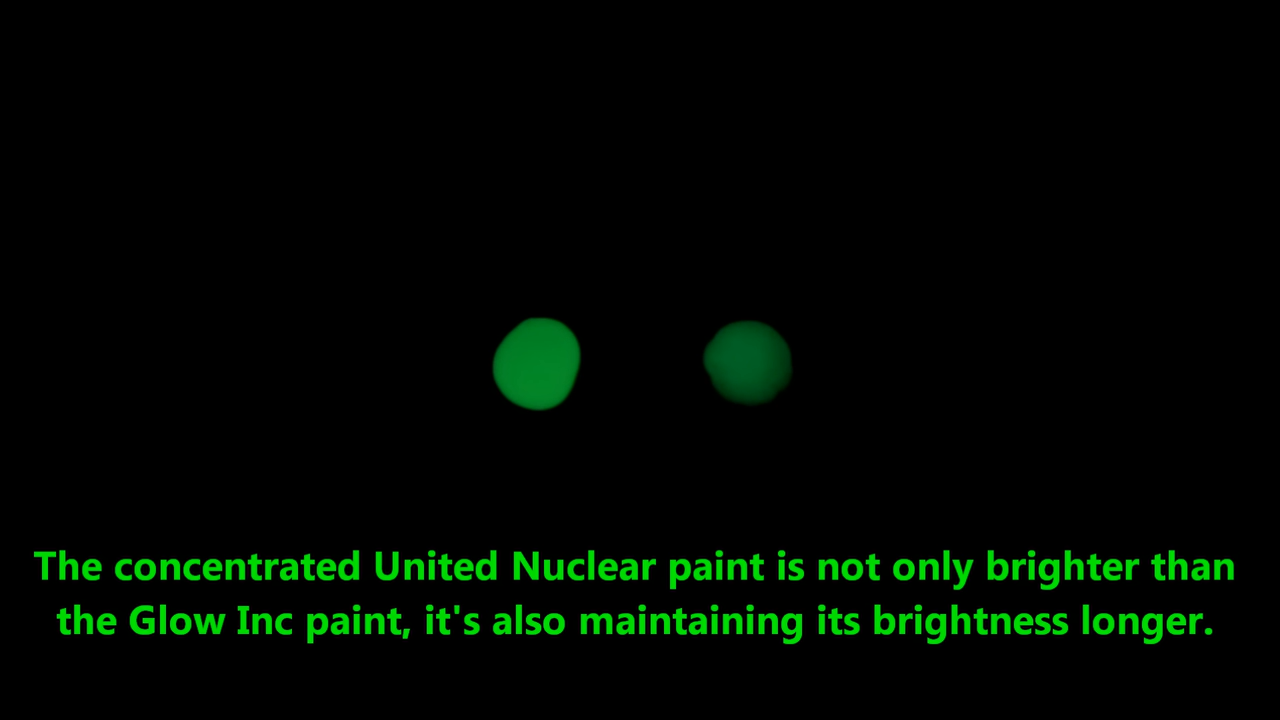 The concentrated United Nuclear paint is not only brighter than
the Glow Inc paint, it's also maintaining its brightness longer.